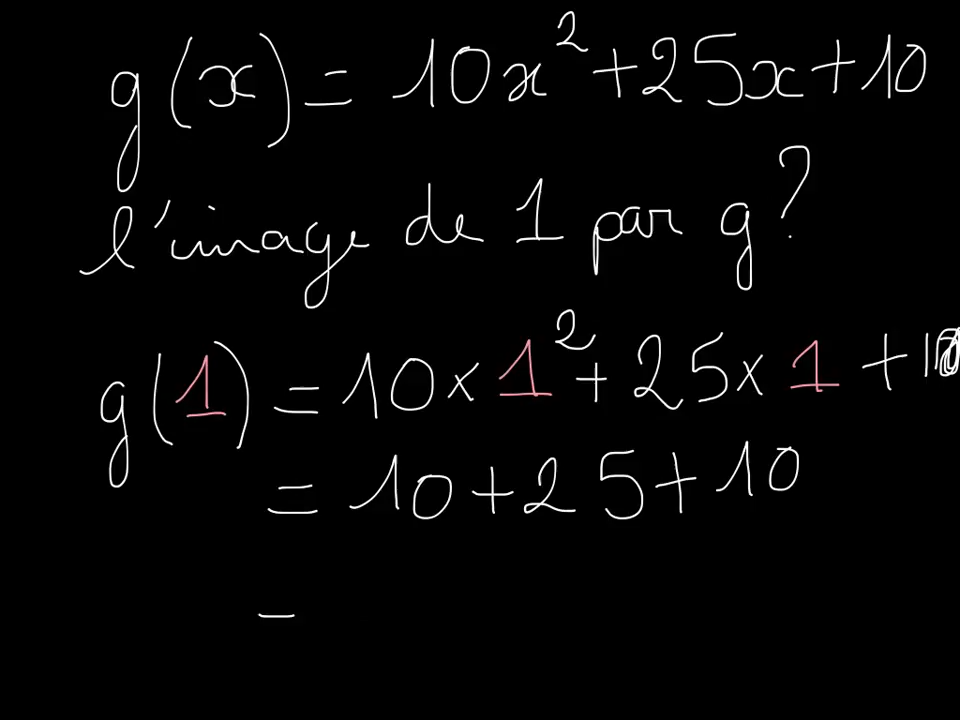 g(x) = 10x² + 25x + 10
l'image de 1 par g?
g(1) = 10 × 1² + 25 × 1 + 10
= 10 + 25 + 10